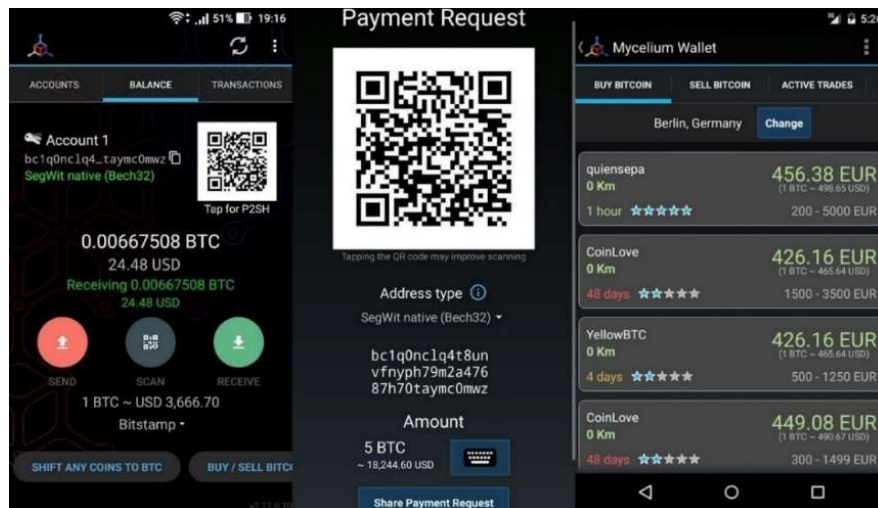 51% 19:16
ACCOUNTS BALANCE TRANSACTIONS
Account 1
bc1q0nclq4…taymc0mwz
SegWit native (Bech32)
Tap for P2SH
0.00667508 BTC
24.48 USD
Receiving 0.00667508 BTC
24.48 USD
SEND SCAN RECEIVE
1 BTC ~ USD 3,666.70
Bitstamp
SHIFT ANY COINS TO BTC BUY / SELL BITCO
Payment Request
Tapping the QR code may improve scanning
Address type
SegWit native (Bech32)
bc1q0nclq4t8un
vfnyph79m2a476
87h70taymc0mwz
Amount
5 BTC
~ 18,244.60 USD
Share Payment Request
5:26
Mycelium Wallet
BUY BITCOIN SELL BITCOIN ACTIVE TRADES
Berlin, Germany Change
quiensepa 456.38 EUR
0 Km (1 BTC ~ 498.65 USD)
1 hour 200 - 5000 EUR
CoinLove 426.16 EUR
0 Km (1 BTC ~ 465.64 USD)
48 days 1500 - 3500 EUR
YellowBTC 426.16 EUR
0 Km (1 BTC ~ 465.64 USD)
4 days 500 - 1250 EUR
CoinLove 449.08 EUR
0 Km (1 BTC ~ 490.67 USD)
48 days 300 - 1499 EUR